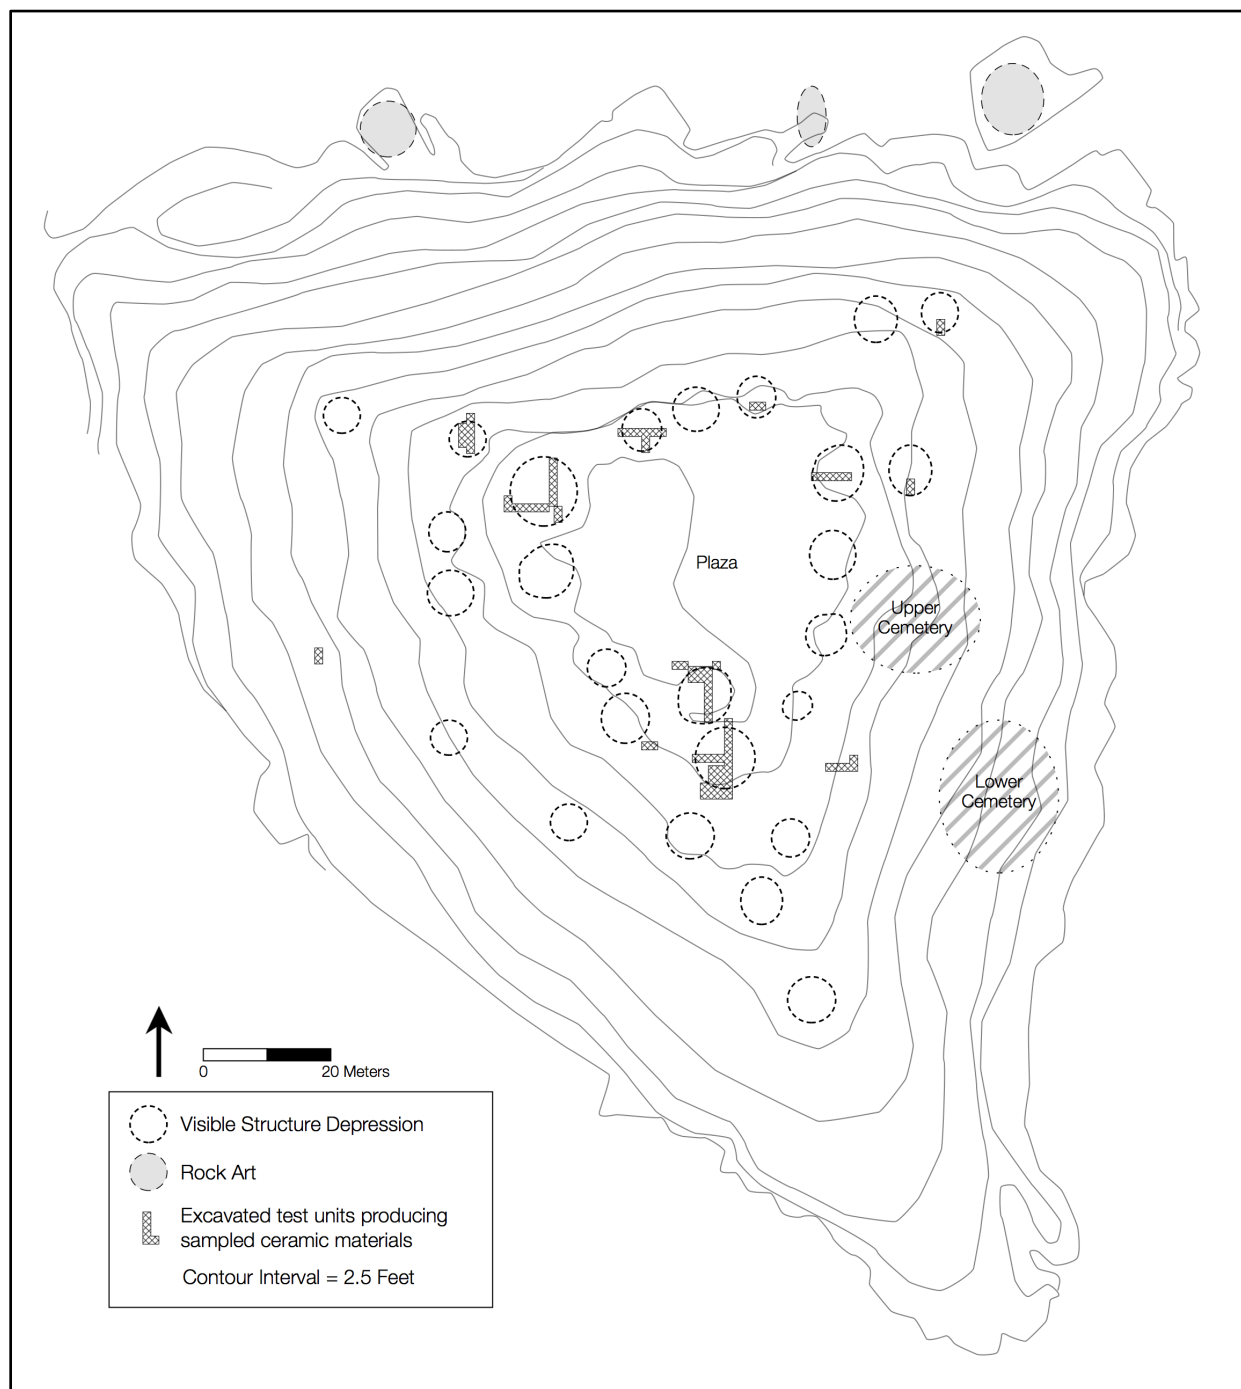 Plaza
Upper
Cemetery
Lower
Cemetery
0
20 Meters
Visible Structure Depression
Rock Art
Excavated test units producing
sampled ceramic materials
Contour Interval = 2.5 Feet